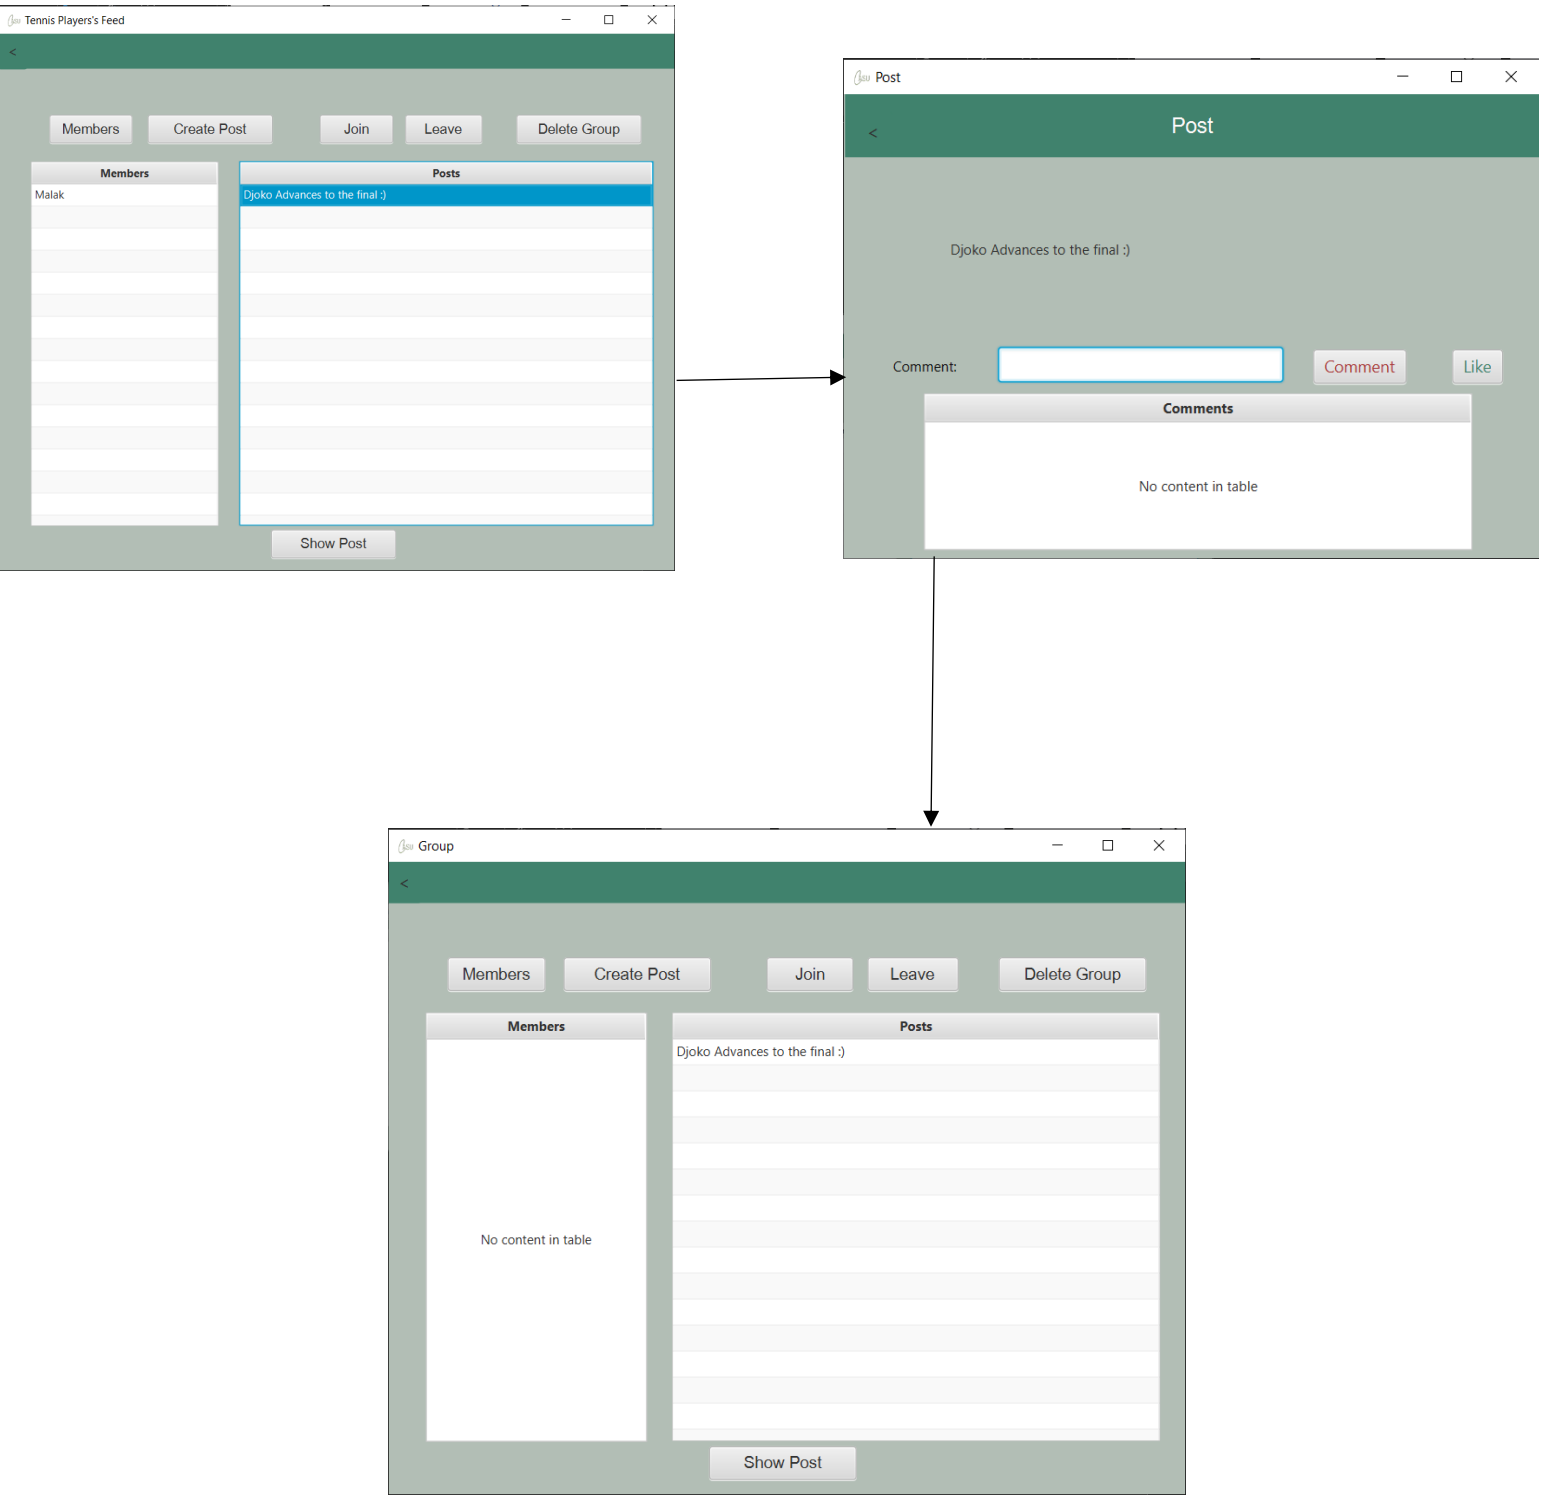 Tennis Players's Feed
<
Members Create Post Join Leave Delete Group
Members Posts
Malak Djoko Advances to the final :)
Show Post
Post
< Post
Djoko Advances to the final :)
Comment: Comment Like
Comments
No content in table
Group
<
Members Create Post Join Leave Delete Group
Members Posts
Djoko Advances to the final :)
No content in table
Show Post